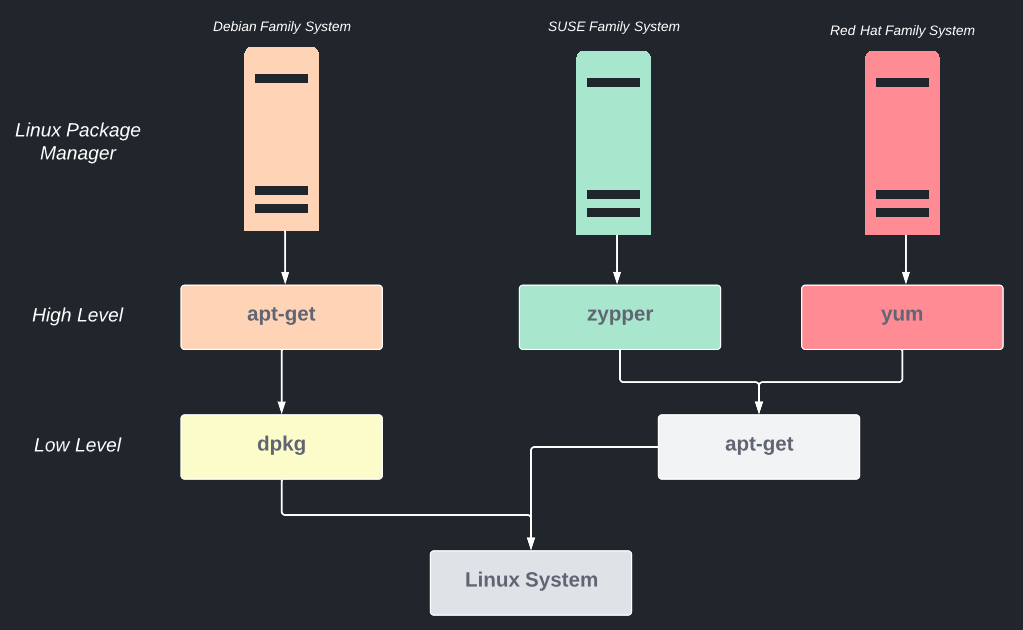 Debian Family System
SUSE Family System
Red Hat Family System
Linux Package
Manager
High Level
apt-get
zypper
yum
Low Level
dpkg
apt-get
Linux System